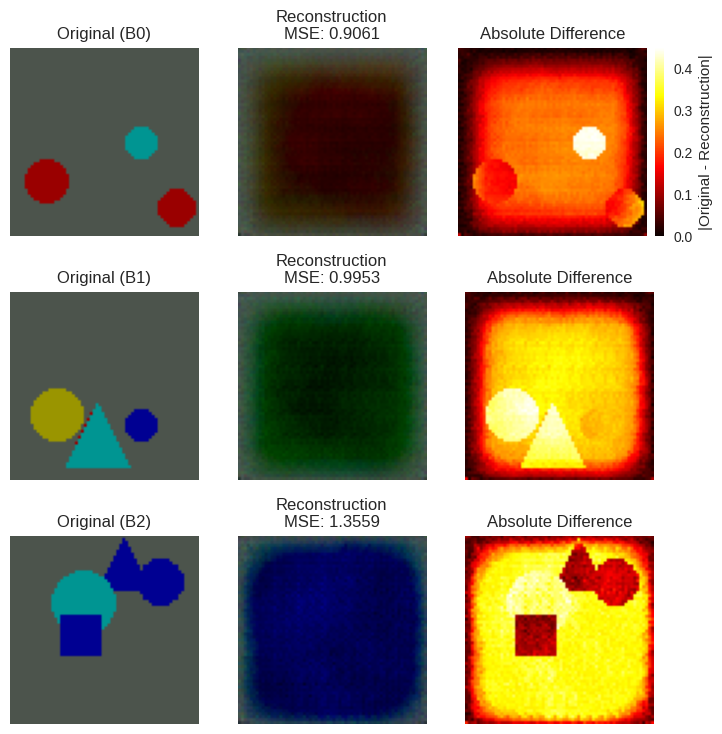 Original (B0)
Reconstruction
MSE: 0.9061
Absolute Difference
0.4
0.3
0.2
0.1
0.0
|Original - Reconstruction|
Original (B1)
Reconstruction
MSE: 0.9953
Absolute Difference
Original (B2)
Reconstruction
MSE: 1.3559
Absolute Difference